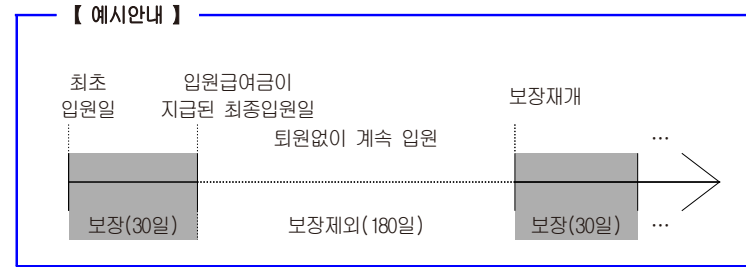 【 예시안내 】
최초
입원일
입원급여금이
지급된 최종입원일
보장재개
퇴원없이 계속 입원
…
보장(30일)
보장제외(180일)
보장(30일)
…